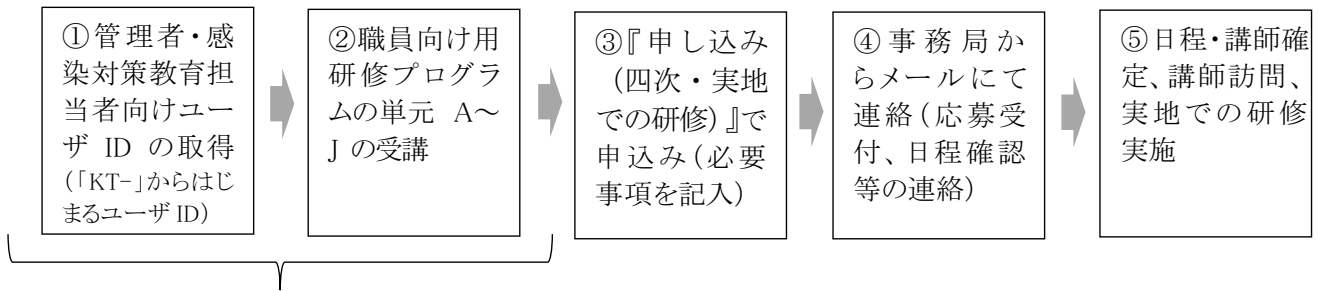 ①管理者・感
染対策教育担
当者向けユー
ザ ID の取得
(「KT-」からはじ
まるユーザ ID)
②職員向け用
研修プログラ
ムの単元 A～
J の受講
③『申し込み
(四次・実地
での研修)』で
申込み(必要
事項を記入)
④事務局か
らメールにて
連絡(応募受
付、日程確認
等の連絡)
⑤日程・講師確
定、講師訪問、
実地での研修
実施